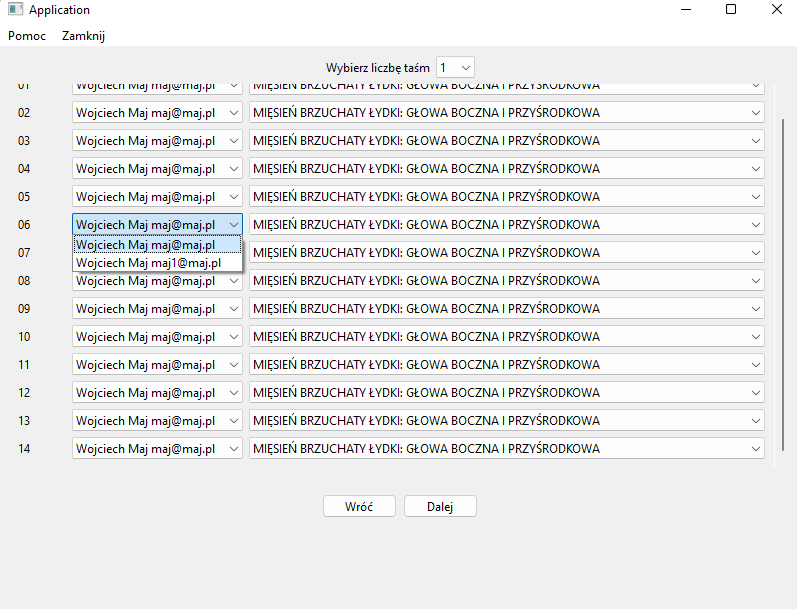 Application
Pomoc Zamknij
Wybierz liczbę taśm 1
01 Wojciech Maj maj@maj.pl MIĘSIEŃ BRZUCHATY ŁYDKI: GŁOWA BOCZNA I PRZYŚRODKOWA
02 Wojciech Maj maj@maj.pl MIĘSIEŃ BRZUCHATY ŁYDKI: GŁOWA BOCZNA I PRZYŚRODKOWA
03 Wojciech Maj maj@maj.pl MIĘSIEŃ BRZUCHATY ŁYDKI: GŁOWA BOCZNA I PRZYŚRODKOWA
04 Wojciech Maj maj@maj.pl MIĘSIEŃ BRZUCHATY ŁYDKI: GŁOWA BOCZNA I PRZYŚRODKOWA
05 Wojciech Maj maj@maj.pl MIĘSIEŃ BRZUCHATY ŁYDKI: GŁOWA BOCZNA I PRZYŚRODKOWA
06 Wojciech Maj maj@maj.pl MIĘSIEŃ BRZUCHATY ŁYDKI: GŁOWA BOCZNA I PRZYŚRODKOWA
Wojciech Maj maj@maj.pl
07 MIĘSIEŃ BRZUCHATY ŁYDKI: GŁOWA BOCZNA I PRZYŚRODKOWA
Wojciech Maj maj1@maj.pl
08 Wojciech Maj maj@maj.pl MIĘSIEŃ BRZUCHATY ŁYDKI: GŁOWA BOCZNA I PRZYŚRODKOWA
09 Wojciech Maj maj@maj.pl MIĘSIEŃ BRZUCHATY ŁYDKI: GŁOWA BOCZNA I PRZYŚRODKOWA
10 Wojciech Maj maj@maj.pl MIĘSIEŃ BRZUCHATY ŁYDKI: GŁOWA BOCZNA I PRZYŚRODKOWA
11 Wojciech Maj maj@maj.pl MIĘSIEŃ BRZUCHATY ŁYDKI: GŁOWA BOCZNA I PRZYŚRODKOWA
12 Wojciech Maj maj@maj.pl MIĘSIEŃ BRZUCHATY ŁYDKI: GŁOWA BOCZNA I PRZYŚRODKOWA
13 Wojciech Maj maj@maj.pl MIĘSIEŃ BRZUCHATY ŁYDKI: GŁOWA BOCZNA I PRZYŚRODKOWA
14 Wojciech Maj maj@maj.pl MIĘSIEŃ BRZUCHATY ŁYDKI: GŁOWA BOCZNA I PRZYŚRODKOWA
Wróć Dalej